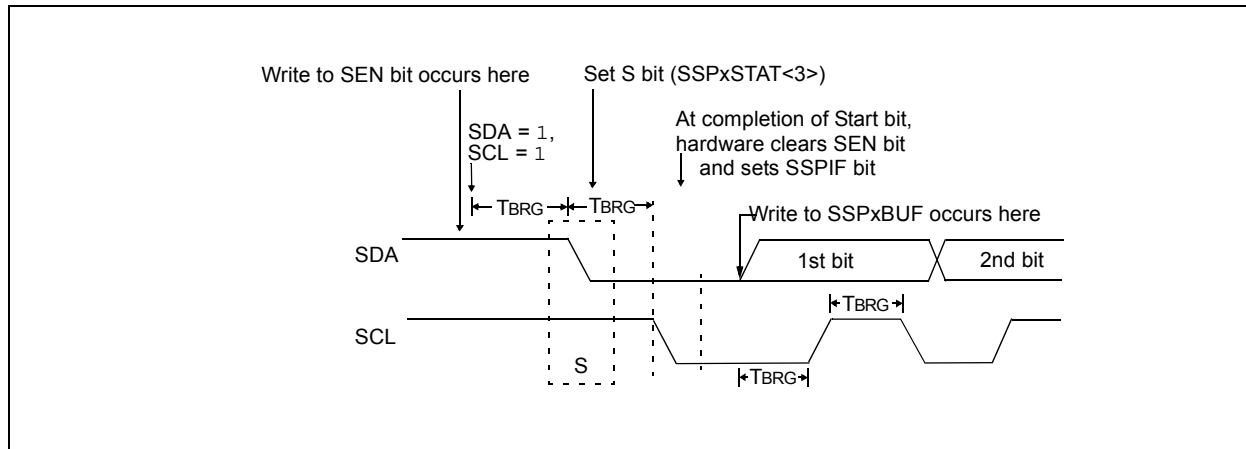 Write to SEN bit occurs here
Set S bit (SSPxSTAT<3>)
SDA = 1,
SCL = 1
At completion of Start bit,
hardware clears SEN bit
and sets SSPIF bit
TBRG
TBRG
Write to SSPxBUF occurs here
SDA
1st bit
2nd bit
TBRG
SCL
S
TBRG